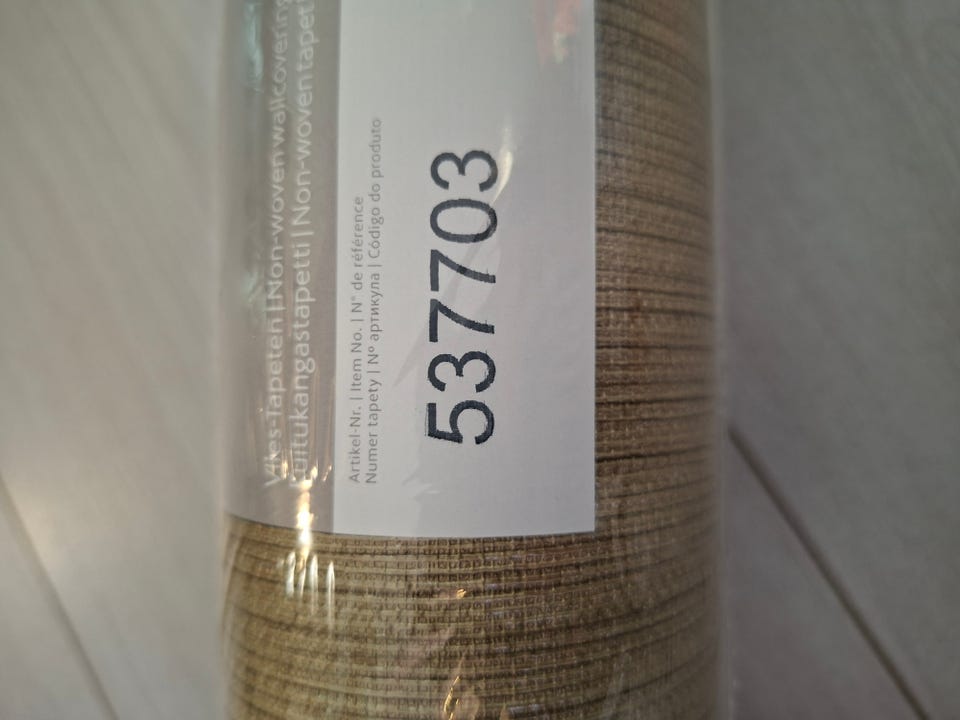 Vlies-Tapeten | Non-woven wallcovering
Kuitukangastapetti | Non-woven tapet
Artikel-Nr. | Item No. | N° de référence
Numer tapety | Nº артикула | Código do produto
537703